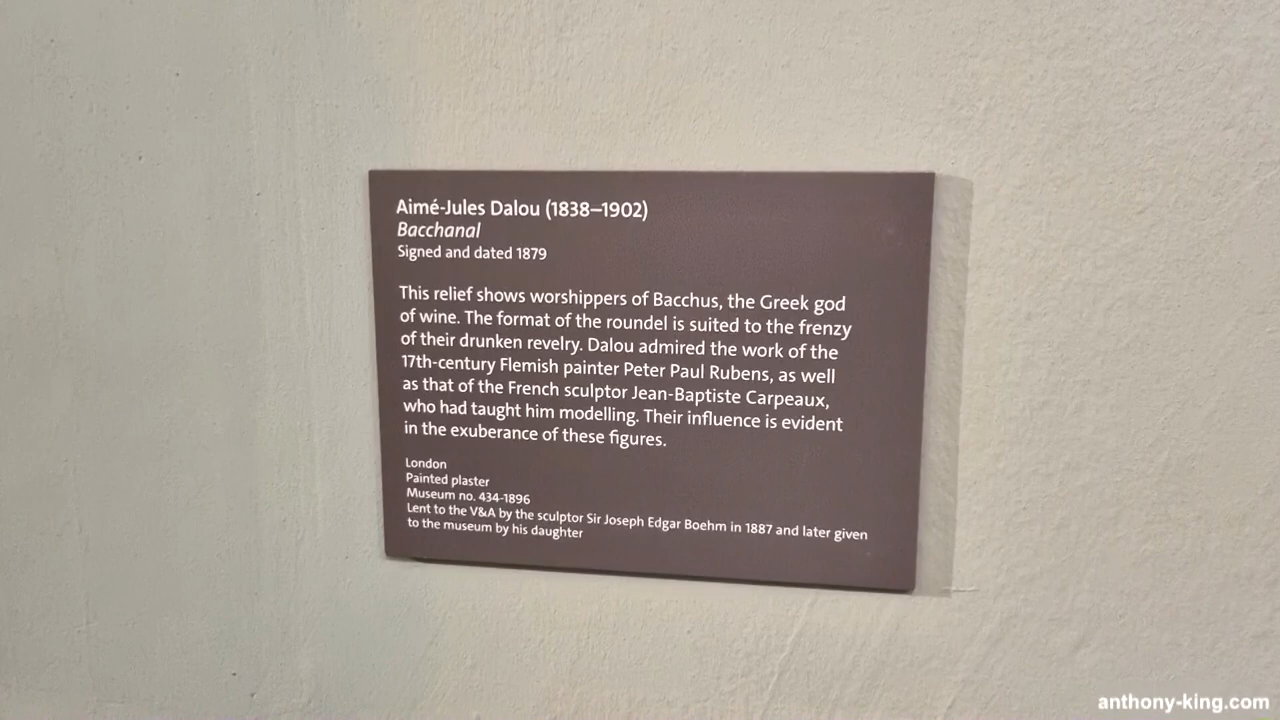 Aimé-Jules Dalou (1838–1902)
Bacchanal
Signed and dated 1879
This relief shows worshippers of Bacchus, the Greek god
of wine. The format of the roundel is suited to the frenzy
of their drunken revelry. Dalou admired the work of the
17th-century Flemish painter Peter Paul Rubens, as well
as that of the French sculptor Jean-Baptiste Carpeaux,
who had taught him modelling. Their influence is evident
in the exuberance of these figures.
London
Painted plaster
Museum no. 434-1896
Lent to the V&A by the sculptor Sir Joseph Edgar Boehm in 1887 and later given
to the museum by his daughter
anthony-king.com